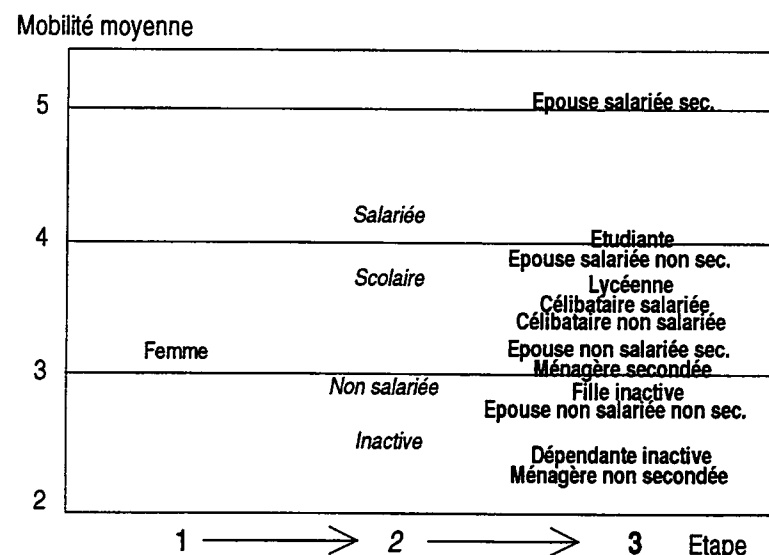 Mobilité moyenne
5
Epouse salariée sec.
Salariée
4
Etudiante
Epouse salariée non sec.
Scolaire
Lycéenne
Célibataire salariée
Célibataire non salariée
Femme
Epouse non salariée sec.
3
Ménagère secondée
Non salariée
Fille inactive
Epouse non salariée non sec.
Inactive
Dépendante inactive
Ménagère non secondée
2
1 2 3 Etape